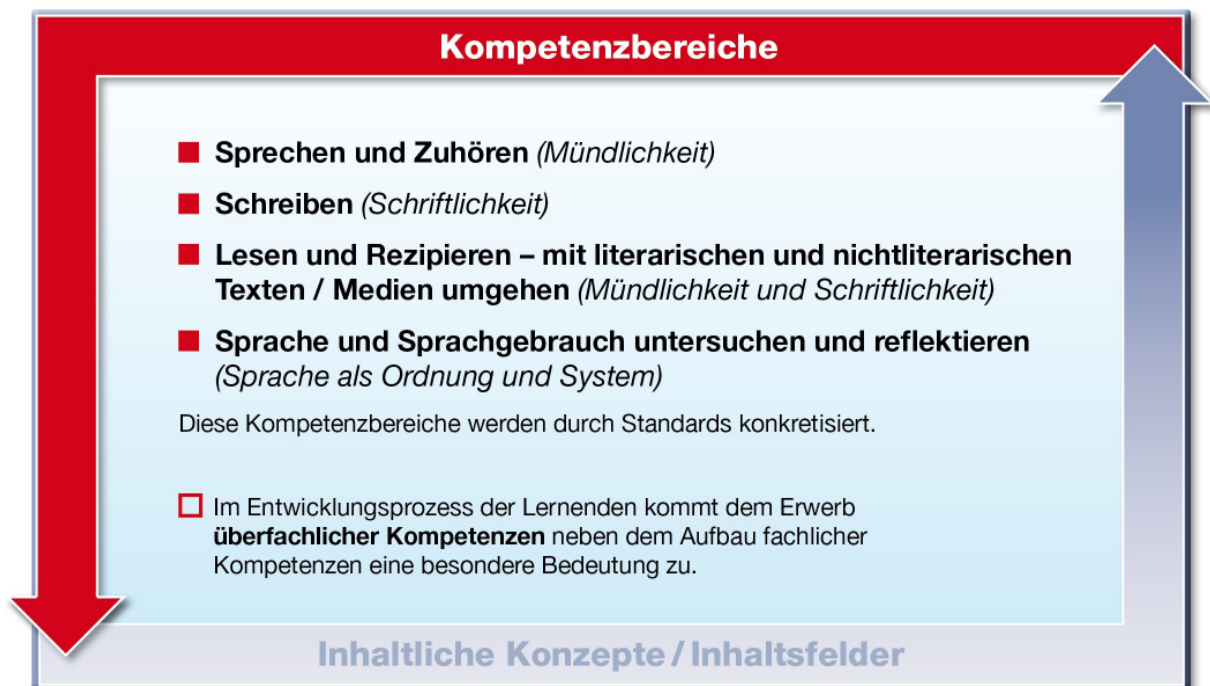 Kompetenzbereiche
Sprechen und Zuhören (Mündlichkeit)
Schreiben (Schriftlichkeit)
Lesen und Rezipieren – mit literarischen und nichtliterarischen
Texten / Medien umgehen (Mündlichkeit und Schriftlichkeit)
Sprache und Sprachgebrauch untersuchen und reflektieren
(Sprache als Ordnung und System)
Diese Kompetenzbereiche werden durch Standards konkretisiert.
Im Entwicklungsprozess der Lernenden kommt dem Erwerb
überfachlicher Kompetenzen neben dem Aufbau fachlicher
Kompetenzen eine besondere Bedeutung zu.
Inhaltliche Konzepte / Inhaltsfelder